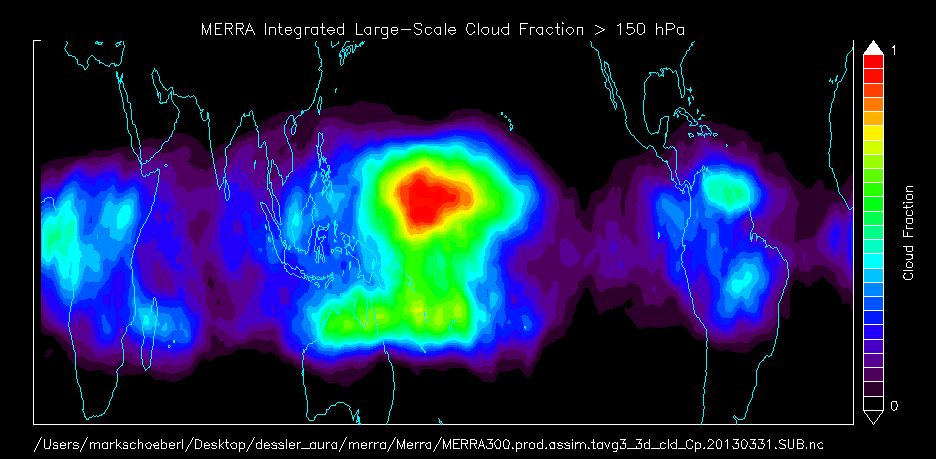 MERRA Integrated Large-Scale Cloud Fraction > 150 hPa
1
Cloud Fraction
0
/Users/markschoeberl/Desktop/dessler_aura/merra/Merra/MERRA300.prod.assim.tavg3_3d_cld_Cp.20130331.SUB.nc